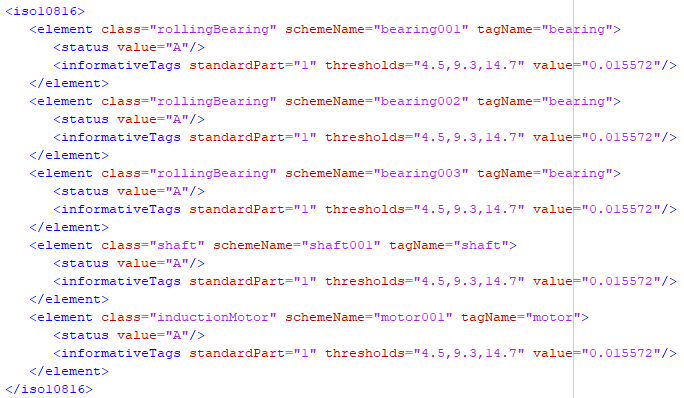 <iso10816>
<element class="rollingBearing" schemeName="bearing001" tagName="bearing">
<status value="A"/>
<informativeTags standardPart="1" thresholds="4.5,9.3,14.7" value="0.015572"/>
</element>
<element class="rollingBearing" schemeName="bearing002" tagName="bearing">
<status value="A"/>
<informativeTags standardPart="1" thresholds="4.5,9.3,14.7" value="0.015572"/>
</element>
<element class="rollingBearing" schemeName="bearing003" tagName="bearing">
<status value="A"/>
<informativeTags standardPart="1" thresholds="4.5,9.3,14.7" value="0.015572"/>
</element>
<element class="shaft" schemeName="shaft001" tagName="shaft">
<status value="A"/>
<informativeTags standardPart="1" thresholds="4.5,9.3,14.7" value="0.015572"/>
</element>
<element class="inductionMotor" schemeName="motor001" tagName="motor">
<status value="A"/>
<informativeTags standardPart="1" thresholds="4.5,9.3,14.7" value="0.015572"/>
</element>
</iso10816>